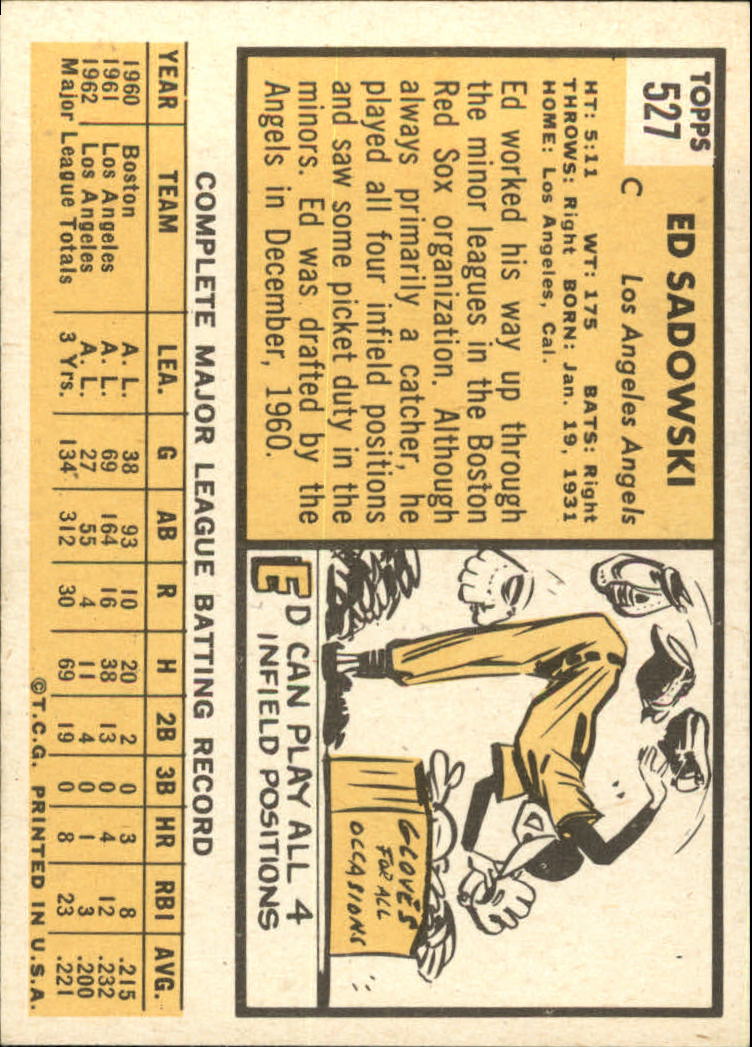 TOPPS
527
ED SADOWSKI
C Los Angeles Angels
HT: 5:11 WT: 175 BATS: Right
THROWS: Right BORN: Jan. 19, 1931
HOME: Los Angeles, Cal.
Ed worked his way up through
the minor leagues in the Boston
Red Sox organization. Although
always primarily a catcher, he
played all four infield positions
and saw some picket duty in the
minors. Ed was drafted by the
Angels in December, 1960.
GLOVES
FOR ALL
OCCASIONS
ED CAN PLAY ALL 4
INFIELD POSITIONS
COMPLETE MAJOR LEAGUE BATTING RECORD
YEAR TEAM LEA. G AB R H 2B 3B HR RBI AVG.
1960 Boston A. L. 38 93 10 20 2 0 3 8 .215
1961 Los Angeles A. L. 69 164 16 38 13 0 4 12 .232
1962 Los Angeles A. L. 27 55 4 11 4 0 1 3 .200
Major League Totals 3 Yrs. 134 312 30 69 19 0 8 23 .221
©T.C.G. PRINTED IN U.S.A.